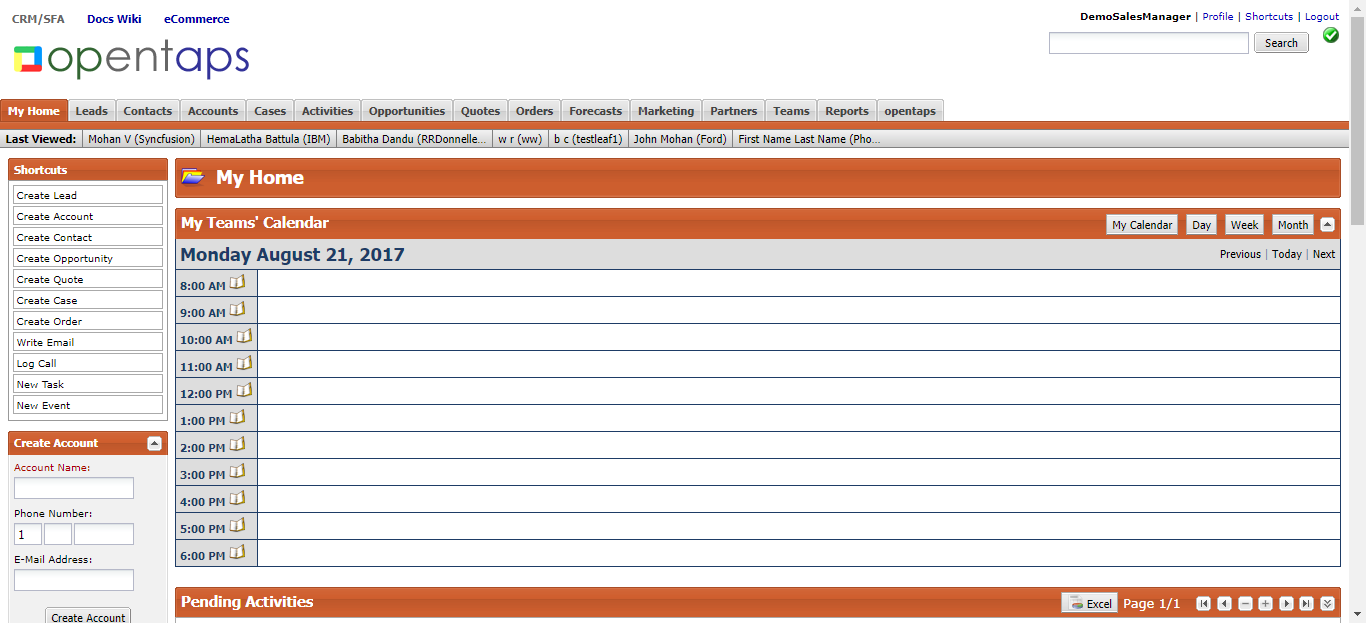 CRM/SFA Docs Wiki eCommerce
DemoSalesManager | Profile | Shortcuts | Logout
opentaps
Search
My Home Leads Contacts Accounts Cases Activities Opportunities Quotes Orders Forecasts Marketing Partners Teams Reports opentaps
Last Viewed: Mohan V (Syncfusion) HemaLatha Battula (IBM) Babitha Dandu (RRDonnelle... w r (ww) b c (testleaf1) John Mohan (Ford) First Name Last Name (Pho...
Shortcuts
Create Lead
Create Account
Create Contact
Create Opportunity
Create Quote
Create Case
Create Order
Write Email
Log Call
New Task
New Event
Create Account
Account Name:
Phone Number:
1
E-Mail Address:
Create Account
My Home
My Teams' Calendar
My Calendar Day Week Month
Monday August 21, 2017
Previous | Today | Next
8:00 AM
9:00 AM
10:00 AM
11:00 AM
12:00 PM
1:00 PM
2:00 PM
3:00 PM
4:00 PM
5:00 PM
6:00 PM
Pending Activities
Excel Page 1/1